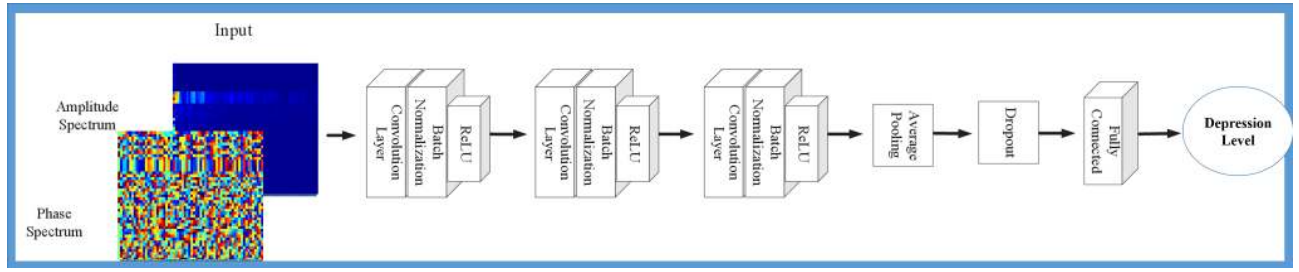 Input
Amplitude
Spectrum
Phase
Spectrum
Convolution
Layer
Batch
Normalization
ReLU
Convolution
Layer
Batch
Normalization
ReLU
Convolution
Layer
Batch
Normalization
ReLU
Average
Pooling
Dropout
Fully
Connected
Depression
Level